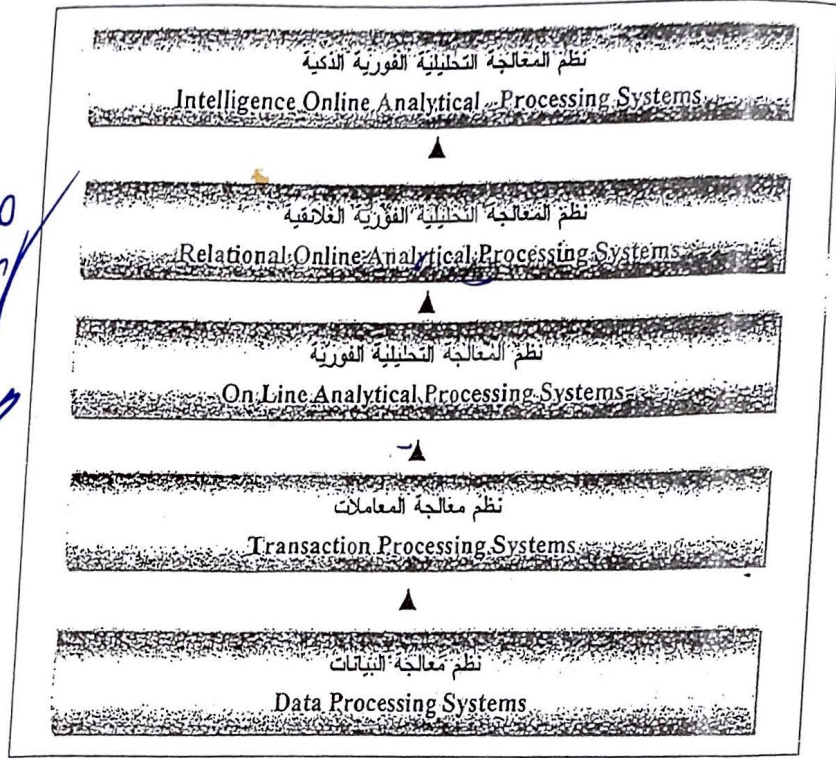 نظم المعالجة التحليلية الفورية الذكية
Intelligence Online Analytical Processing Systems
نظم المعالجة التحليلية الفورية العلائقية
Relational Online Analytical Processing Systems
نظم المعالجة التحليلية الفورية
On Line Analytical Processing Systems
نظم معالجة المعاملات
Transaction Processing Systems
نظم معالجة البيانات
Data Processing Systems